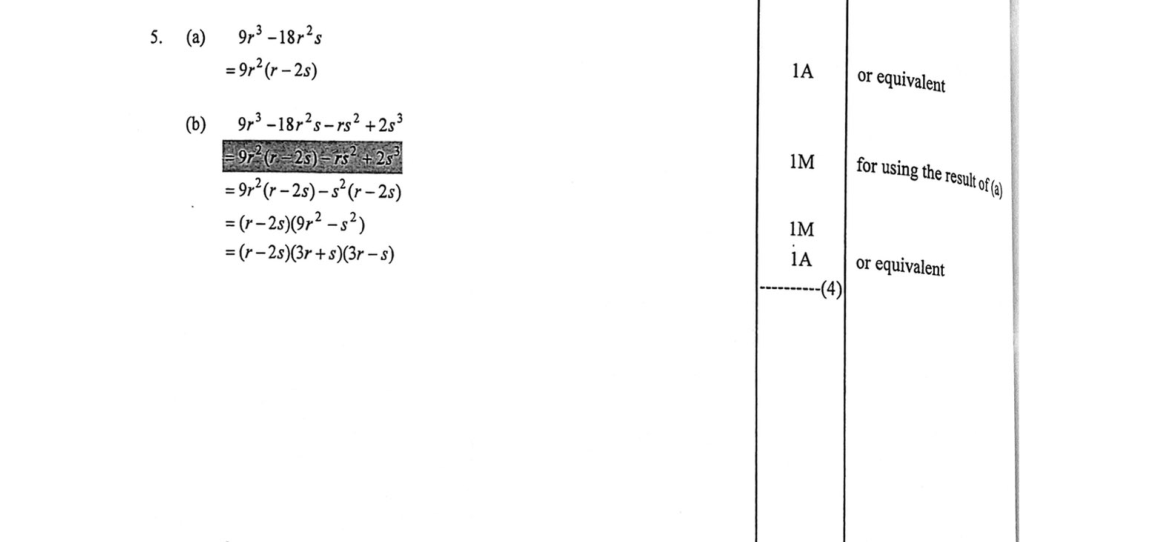 5. (a) 9r³ – 18r²s
= 9r²(r – 2s) 1A or equivalent
(b) 9r³ – 18r²s – rs² + 2s³
= 9r²(r – 2s) – rs² + 2s³ 1M for using the result of (a)
= 9r²(r – 2s) – s²(r – 2s)
= (r – 2s)(9r² – s²) 1M
= (r – 2s)(3r + s)(3r – s) 1A or equivalent
----------(4)